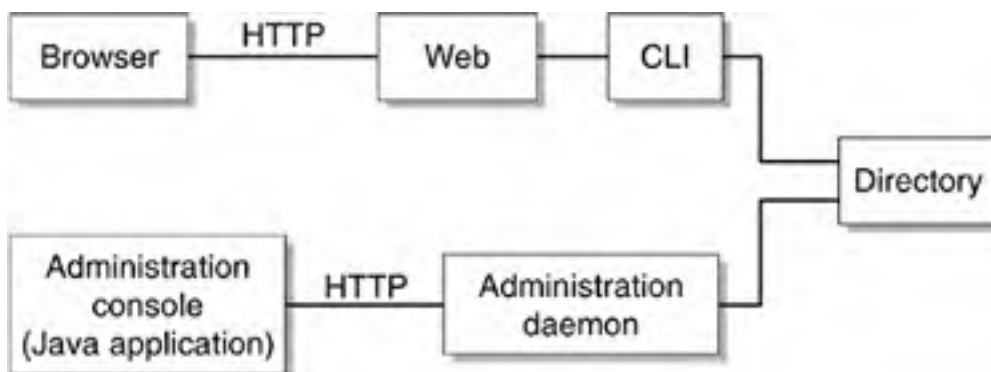 Browser
HTTP
Web
CLI
Directory
Administration
console
(Java application)
HTTP
Administration
daemon